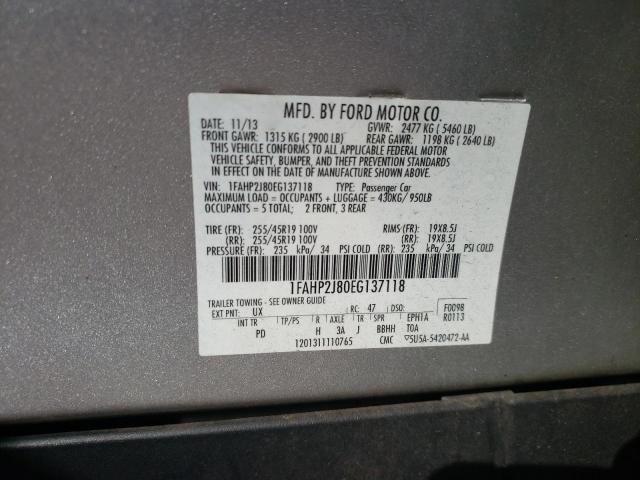 MFD. BY FORD MOTOR CO.
DATE: 11/13 GVWR: 2477 KG ( 5460 LB)
FRONT GAWR: 1315 KG ( 2900 LB) REAR GAWR: 1198 KG ( 2640 LB)
THIS VEHICLE CONFORMS TO ALL APPLICABLE FEDERAL MOTOR
VEHICLE SAFETY, BUMPER, AND THEFT PREVENTION STANDARDS
IN EFFECT ON THE DATE OF MANUFACTURE SHOWN ABOVE.
VIN: 1FAHP2J80EG137118 TYPE: Passenger Car
MAXIMUM LOAD = OCCUPANTS + LUGGAGE = 430KG/ 950LB
OCCUPANTS = 5 TOTAL; 2 FRONT, 3 REAR
TIRE (FR): 255/45R19 100V RIMS (FR): 19X8.5J
(RR): 255/45R19 100V (RR): 19X8.5J
PRESSURE (FR): 235 kPa/ 34 PSI COLD (RR): 235 kPa/ 34 PSI COLD
1FAHP2J80EG137118
TRAILER TOWING - SEE OWNER GUIDE
EXT PNT: UX RC: 47 DSO: F0098
INT TR TP/PS R AXLE TR SPR EPH1A R0113
PD H 3A J BBHH TOA
1201311110765 CMC ▽5U5A-5420472-AA